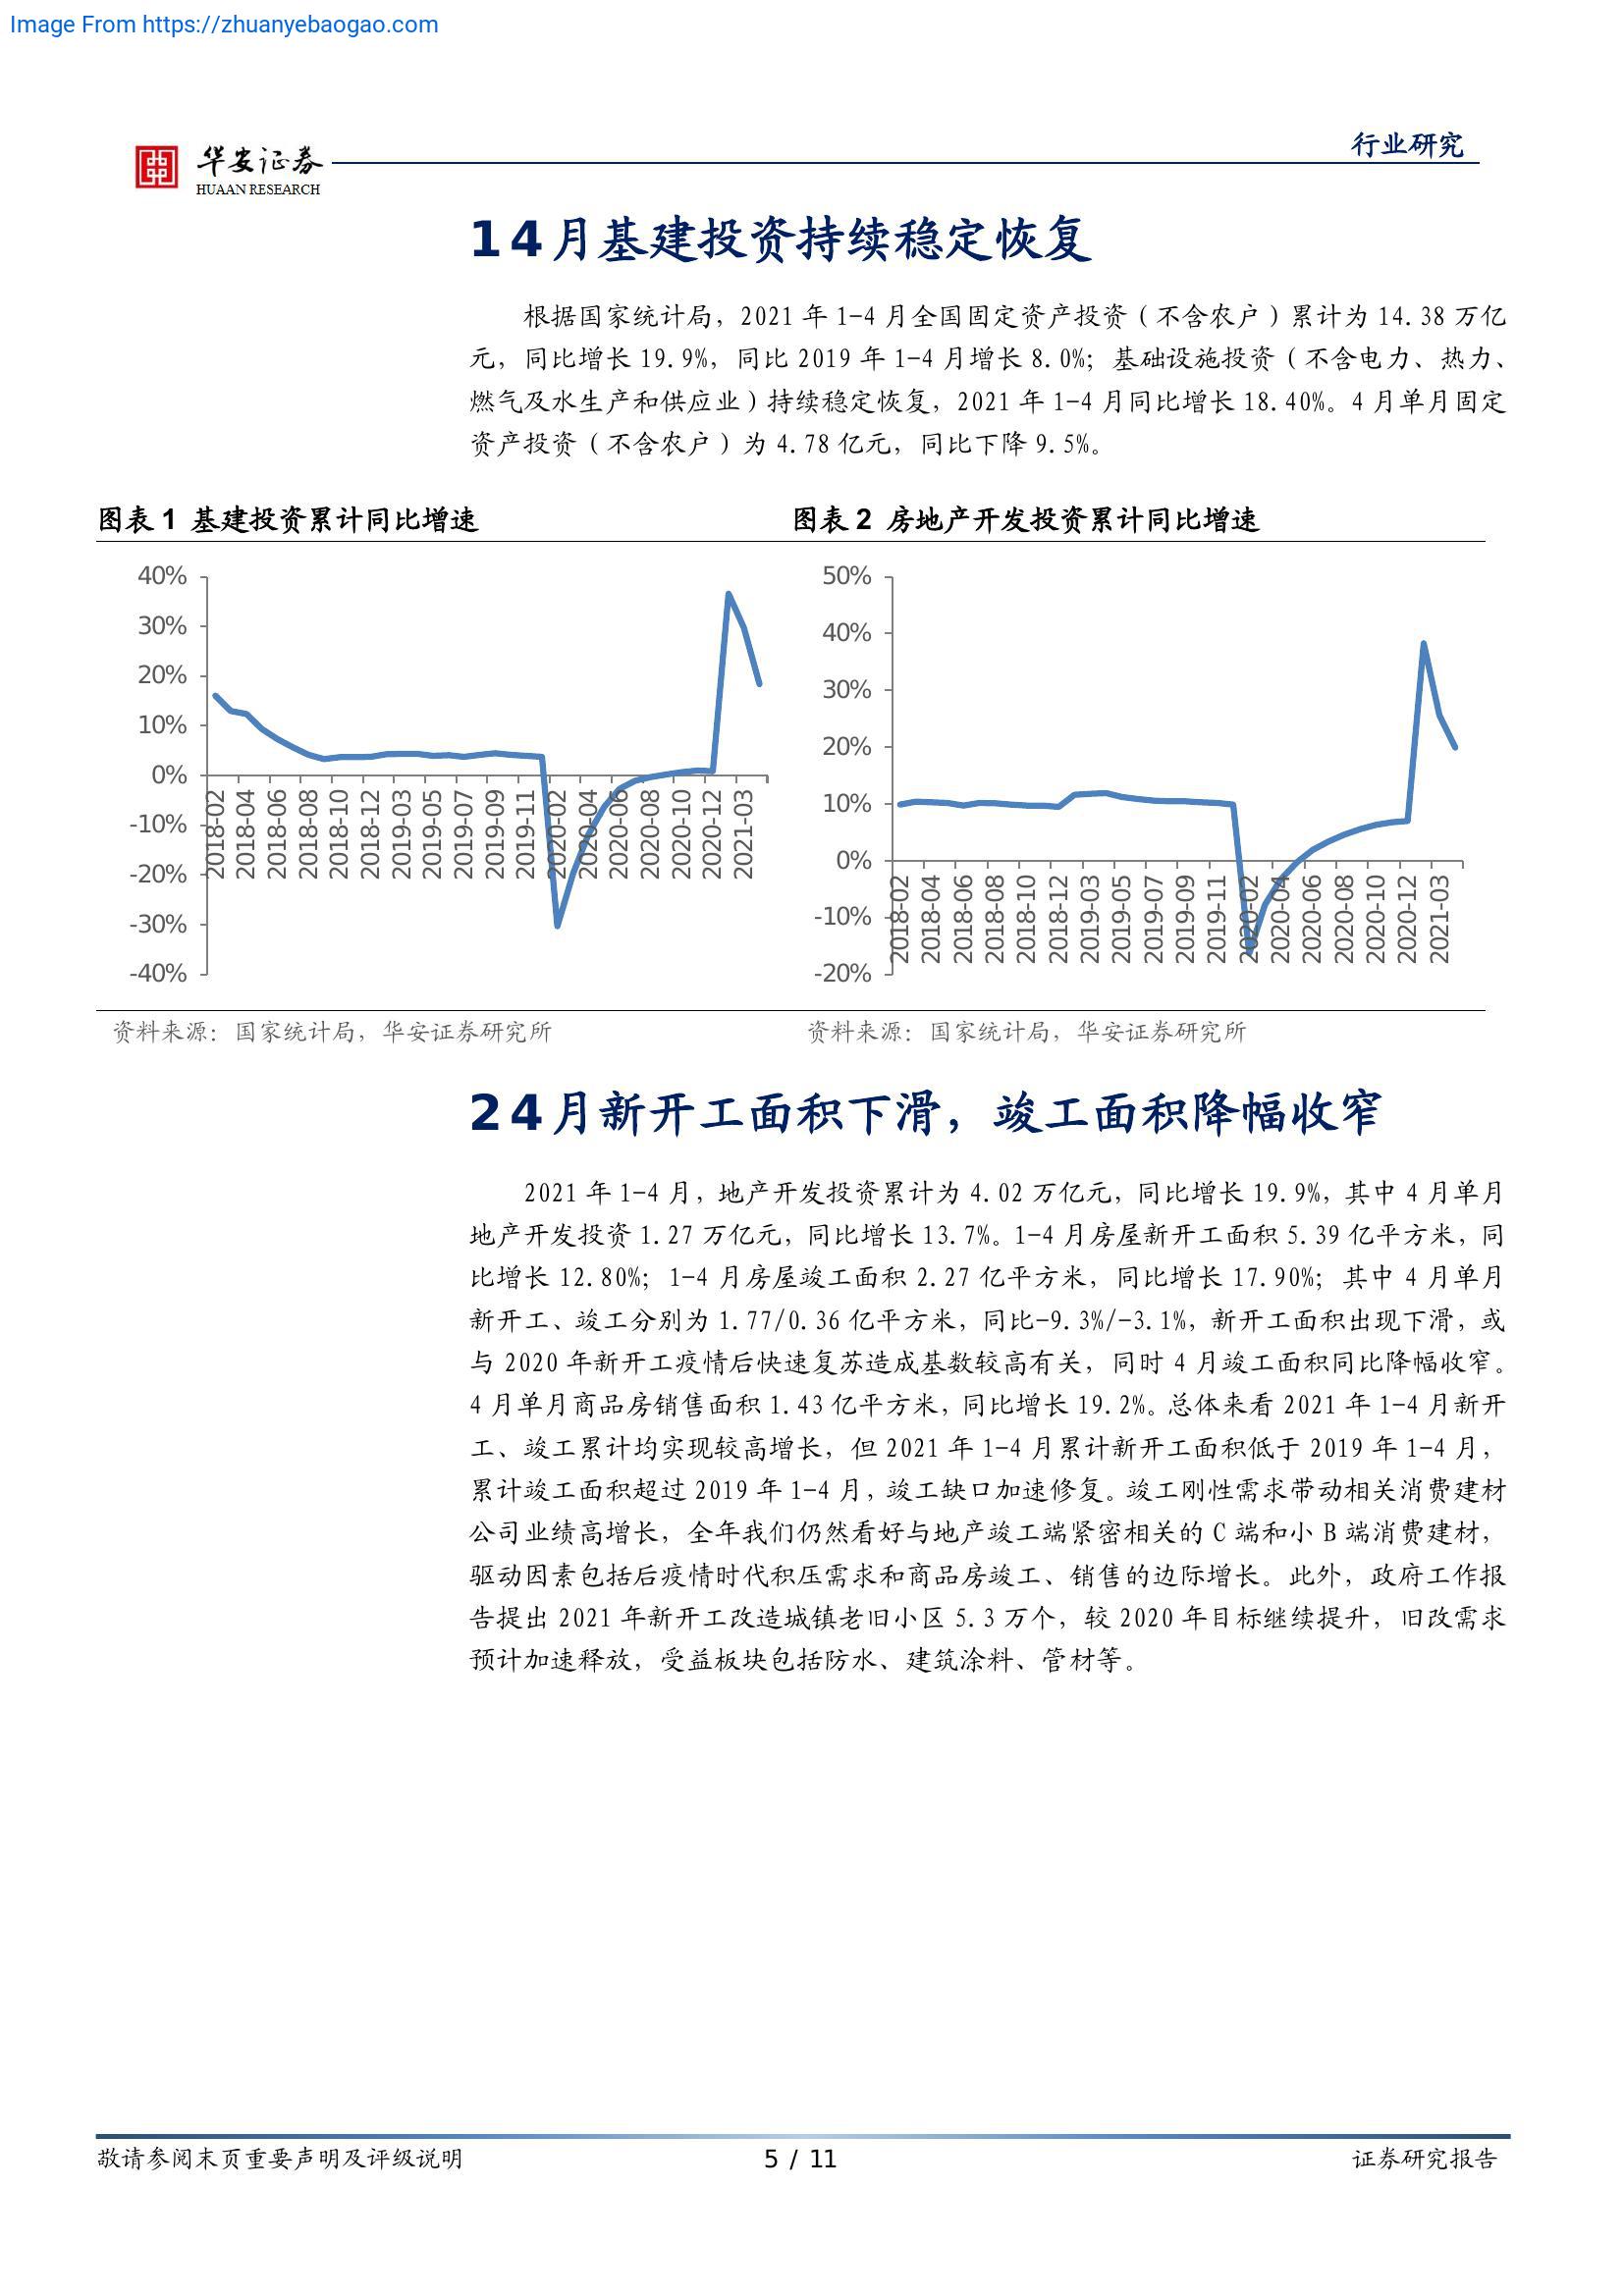 Image From https://zhuanyebaogao.com
华安证券
HUAAN RESEARCH
行业研究
1 4 月基建投资持续稳定恢复
根据国家统计局，2021 年 1-4 月全国固定资产投资（不含农户）累计为 14.38 万亿
元，同比增长 19.9%，同比 2019 年 1-4 月增长 8.0%；基础设施投资（不含电力、热力、
燃气及水生产和供应业）持续稳定恢复，2021 年 1-4 月同比增长 18.40%。4 月单月固定
资产投资（不含农户）为 4.78 亿元，同比下降 9.5%。
图表 1 基建投资累计同比增速
40%
30%
20%
10%
0%
-10%
-20%
-30%
-40%
2018-02
2018-04
2018-06
2018-08
2018-10
2018-12
2019-03
2019-05
2019-07
2019-09
2019-11
2020-02
2020-04
2020-06
2020-08
2020-10
2020-12
2021-03
资料来源：国家统计局，华安证券研究所
图表 2 房地产开发投资累计同比增速
50%
40%
30%
20%
10%
0%
-10%
-20%
2018-02
2018-04
2018-06
2018-08
2018-10
2018-12
2019-03
2019-05
2019-07
2019-09
2019-11
2020-02
2020-04
2020-06
2020-08
2020-10
2020-12
2021-03
资料来源：国家统计局，华安证券研究所
2 4 月新开工面积下滑，竣工面积降幅收窄
2021 年 1-4 月，地产开发投资累计为 4.02 万亿元，同比增长 19.9%，其中 4 月单月
地产开发投资 1.27 万亿元，同比增长 13.7%。1-4 月房屋新开工面积 5.39 亿平方米，同
比增长 12.80%；1-4 月房屋竣工面积 2.27 亿平方米，同比增长 17.90%；其中 4 月单月
新开工、竣工分别为 1.77/0.36 亿平方米，同比-9.3%/-3.1%，新开工面积出现下滑，或
与 2020 年新开工疫情后快速复苏造成基数较高有关，同时 4 月竣工面积同比降幅收窄。
4 月单月商品房销售面积 1.43 亿平方米，同比增长 19.2%。总体来看 2021 年 1-4 月新开
工、竣工累计均实现较高增长，但 2021 年 1-4 月累计新开工面积低于 2019 年 1-4 月，
累计竣工面积超过 2019 年 1-4 月，竣工缺口加速修复。竣工刚性需求带动相关消费建材
公司业绩高增长，全年我们仍然看好与地产竣工端紧密相关的 C 端和小 B 端消费建材，
驱动因素包括后疫情时代积压需求和商品房竣工、销售的边际增长。此外，政府工作报
告提出 2021 年新开工改造城镇老旧小区 5.3 万个，较 2020 年目标继续提升，旧改需求
预计加速释放，受益板块包括防水、建筑涂料、管材等。
敬请参阅末页重要声明及评级说明
5 / 11
证券研究报告